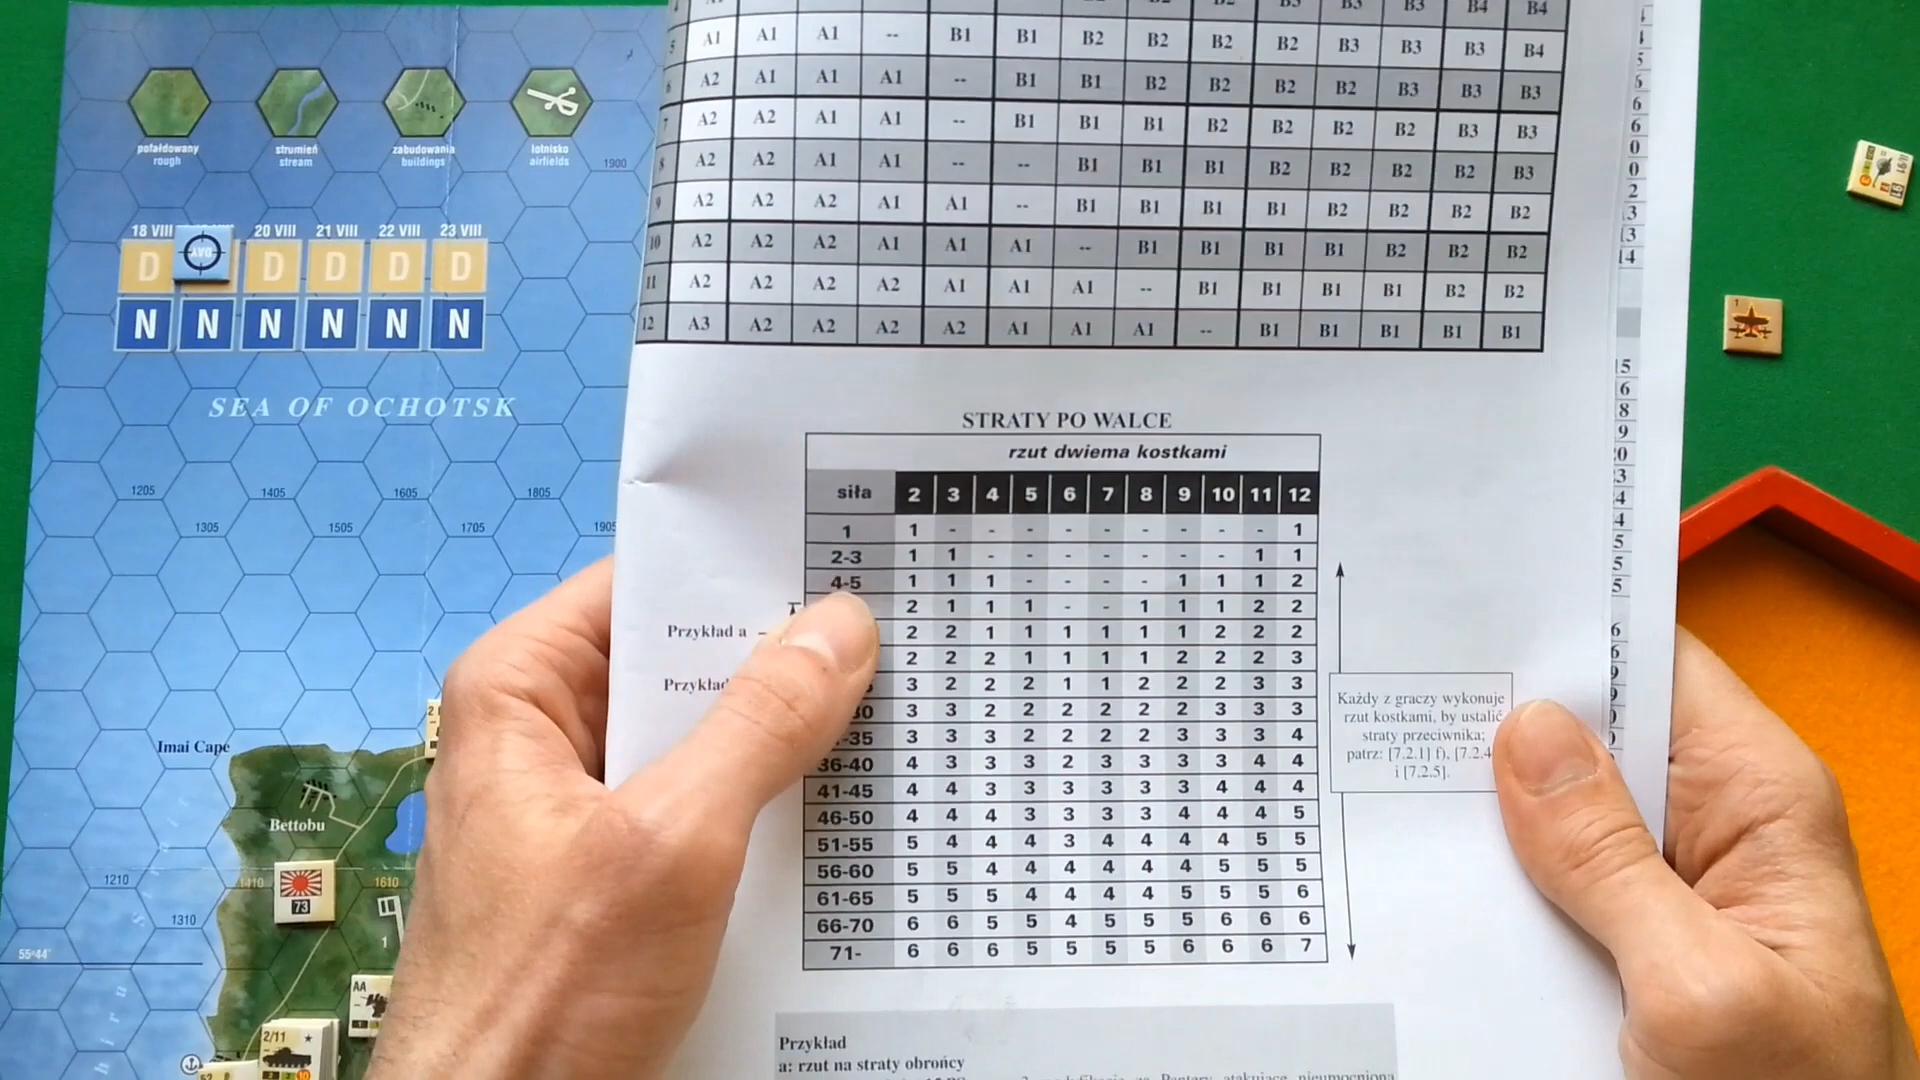 pofałdowany
rough
strumień
stream
zabudowania
buildings
lotnisko
airfields
1900
18 VIII 20 VIII 21 VIII 22 VIII 23 VIII
D DAY D D D D
N N N N N N
SEA OF OCHOTSK
1205 1405 1605 1805
1305 1505 1705 1905
Imai Cape
Bettobu
1210 1410 1610
1310
73
1
55°44'
AA
2/11
5 A1 A1 A1 -- B1 B1 B2 B2 B2 B2 B3 B3 B3 B4
6 A2 A1 A1 A1 -- B1 B1 B2 B2 B2 B2 B3 B3 B3
7 A2 A2 A1 A1 -- B1 B1 B1 B2 B2 B2 B2 B3 B3
8 A2 A2 A1 A1 -- -- B1 B1 B1 B2 B2 B2 B2 B3
9 A2 A2 A2 A1 A1 -- B1 B1 B1 B1 B2 B2 B2 B2
10 A2 A2 A2 A1 A1 A1 -- B1 B1 B1 B1 B2 B2 B2
11 A2 A2 A2 A2 A1 A1 A1 -- B1 B1 B1 B1 B2 B2
12 A3 A2 A2 A2 A2 A1 A1 A1 -- B1 B1 B1 B1 B1
STRATY PO WALCE
rzut dwiema kostkami
siła 2 3 4 5 6 7 8 9 10 11 12
1 1 - - - - - - - - - 1
2-3 1 1 - - - - - - - 1 1
4-5 1 1 1 - - - - 1 1 1 2
2 1 1 1 - - 1 1 1 2 2
Przykład a 2 2 1 1 1 1 1 1 2 2 2
2 2 2 1 1 1 1 2 2 2 3
3 2 2 2 1 1 2 2 2 3 3
3 3 2 2 2 2 2 2 3 3 3
-35 3 3 3 2 2 2 2 3 3 3 4
36-40 4 3 3 3 2 3 3 3 3 4 4
41-45 4 4 3 3 3 3 3 3 4 4 4
46-50 4 4 4 3 3 3 3 4 4 4 5
51-55 5 4 4 4 3 4 4 4 4 5 5
56-60 5 5 4 4 4 4 4 4 5 5 5
61-65 5 5 5 4 4 4 4 5 5 5 6
66-70 6 6 5 5 4 5 5 5 6 6 6
71- 6 6 6 5 5 5 5 6 6 6 7
Każdy z graczy wykonuje
rzut kostkami, by ustalić
straty przeciwnika;
patrz: [7.2.1] f), [7.2.4
i [7.2.5].
Przykład
a: rzut na straty obrońcy